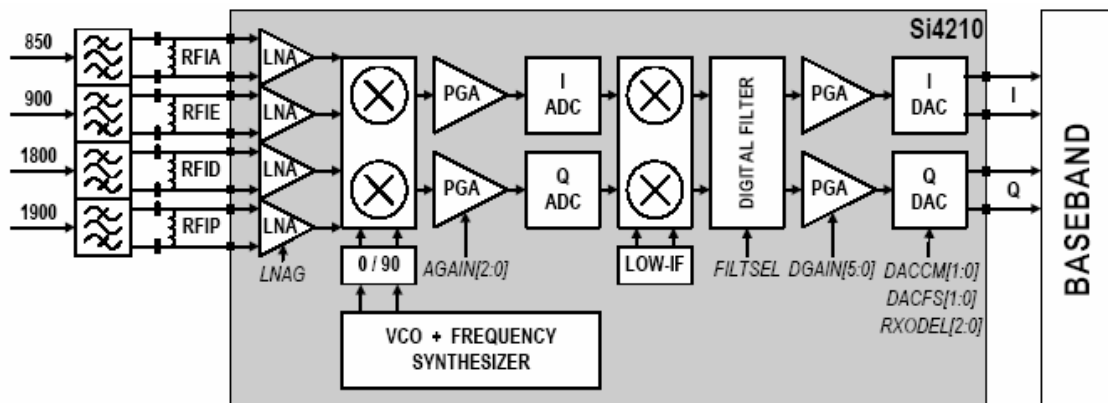 Si4210
850
RFIA
LNA
900
RFIE
LNA
1800
RFID
LNA
1900
RFIP
LNA
LNAG
0 / 90
VCO + FREQUENCY
SYNTHESIZER
PGA
PGA
AGAIN[2:0]
I
ADC
Q
ADC
LOW-IF
DIGITAL FILTER
FILTSEL
PGA
PGA
DGAIN[5:0]
I
DAC
Q
DAC
DACCM[1:0]
DACFS[1:0]
RXODEL[2:0]
I
Q
BASEBAND